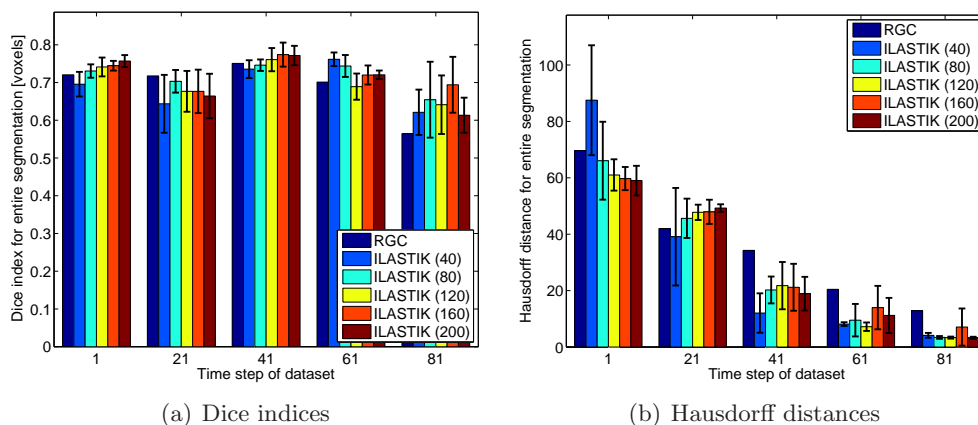 0.8
0.7
0.6
0.5
0.4
0.3
0.2
0.1
0
Dice index for entire segmentation [voxels]
1 21 41 61 81
Time step of dataset
RGC
ILASTIK (40)
ILASTIK (80)
ILASTIK (120)
ILASTIK (160)
ILASTIK (200)
(a) Dice indices
100
80
60
40
20
0
Hausdorff distance for entire segmentation
1 21 41 61 81
Time step of dataset
RGC
ILASTIK (40)
ILASTIK (80)
ILASTIK (120)
ILASTIK (160)
ILASTIK (200)
(b) Hausdorff distances